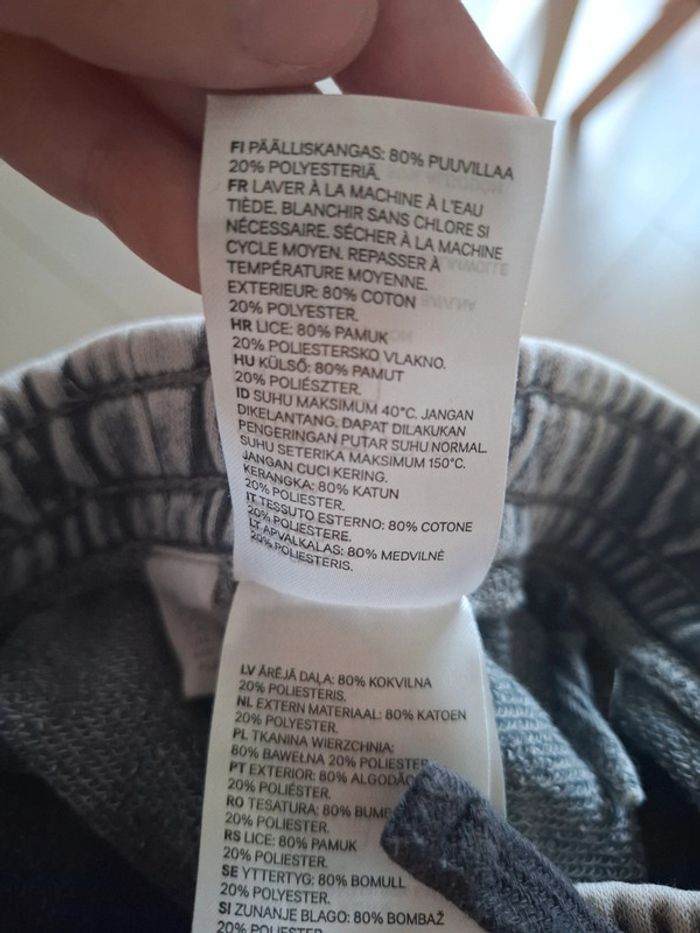 FI PÄÄLLISKANGAS: 80% PUUVILLAA
20% POLYESTERIÄ.
FR LAVER À LA MACHINE À L'EAU
TIÈDE. BLANCHIR SANS CHLORE SI
NÉCESSAIRE. SÉCHER À LA MACHINE
CYCLE MOYEN. REPASSER À
TEMPÉRATURE MOYENNE.
EXTERIEUR: 80% COTON
20% POLYESTER.
HR LICE: 80% PAMUK
20% POLIESTERSKO VLAKNO.
HU KÜLSŐ: 80% PAMUT
20% POLIÉSZTER.
ID SUHU MAKSIMUM 40°C. JANGAN
DIKELANTANG, DAPAT DILAKUKAN
PENGERINGAN PUTAR SUHU NORMAL.
SUHU SETERIKA MAKSIMUM 150°C.
JANGAN CUCI KERING.
KERANGKA: 80% KATUN
20% POLIESTER.
IT TESSUTO ESTERNO: 80% COTONE
20% POLIESTERE.
LT APVALKALAS: 80% MEDVILNĖ
20% POLIESTERIS.
LV ĀRĒJĀ DAĻA: 80% KOKVILNA
20% POLIESTERIS.
NL EXTERN MATERIAAL: 80% KATOEN
20% POLYESTER.
PL TKANINA WIERZCHNIA:
80% BAWEŁNA 20% POLIESTER
PT EXTERIOR: 80% ALGODÃO
20% POLIÉSTER.
RO TESATURA: 80% BUMB
20% POLIESTER.
RS LICE: 80% PAMUK
20% POLIESTER.
SE YTTERTYG: 80% BOMULL
20% POLYESTER.
SI ZUNANJE BLAGO: 80% BOMBAŽ
20% POLIESTER.